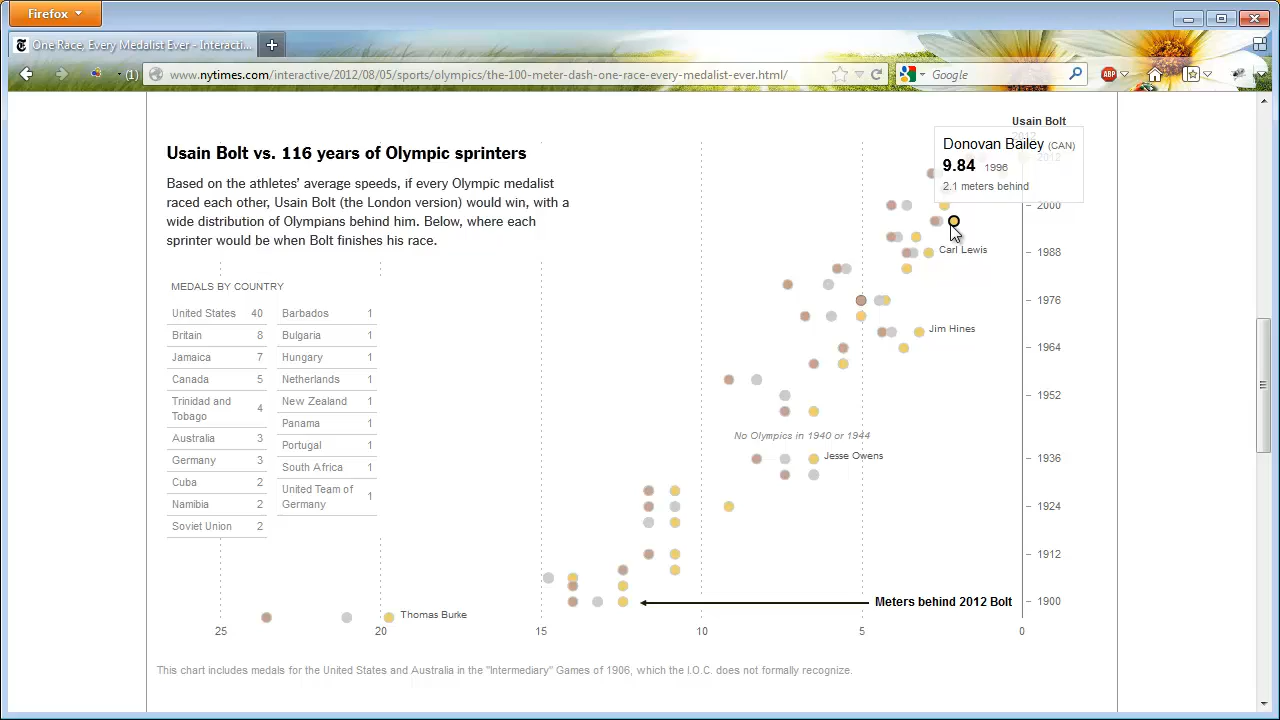 Firefox
One Race, Every Medalist Ever - Interacti...
(1)
www.nytimes.com/interactive/2012/08/05/sports/olympics/the-100-meter-dash-one-race-every-medalist-ever.html/
Google
ABP
Usain Bolt
2012
Usain Bolt vs. 116 years of Olympic sprinters
Based on the athletes' average speeds, if every Olympic medalist
raced each other, Usain Bolt (the London version) would win, with a
wide distribution of Olympians behind him. Below, where each
sprinter would be when Bolt finishes his race.
Donovan Bailey (CAN)
9.84 1996
2.1 meters behind
2012
2000
Carl Lewis
1988
1976
Jim Hines
1964
1952
No Olympics in 1940 or 1944
Jesse Owens
1936
1924
1912
1900
MEDALS BY COUNTRY
United States 40
Britain 8
Jamaica 7
Canada 5
Trinidad and
Tobago 4
Australia 3
Germany 3
Cuba 2
Namibia 2
Soviet Union 2
Barbados 1
Bulgaria 1
Hungary 1
Netherlands 1
New Zealand 1
Panama 1
Portugal 1
South Africa 1
United Team of
Germany 1
Meters behind 2012 Bolt
Thomas Burke
25 20 15 10 5 0
This chart includes medals for the United States and Australia in the "Intermediary" Games of 1906, which the I.O.C. does not formally recognize.